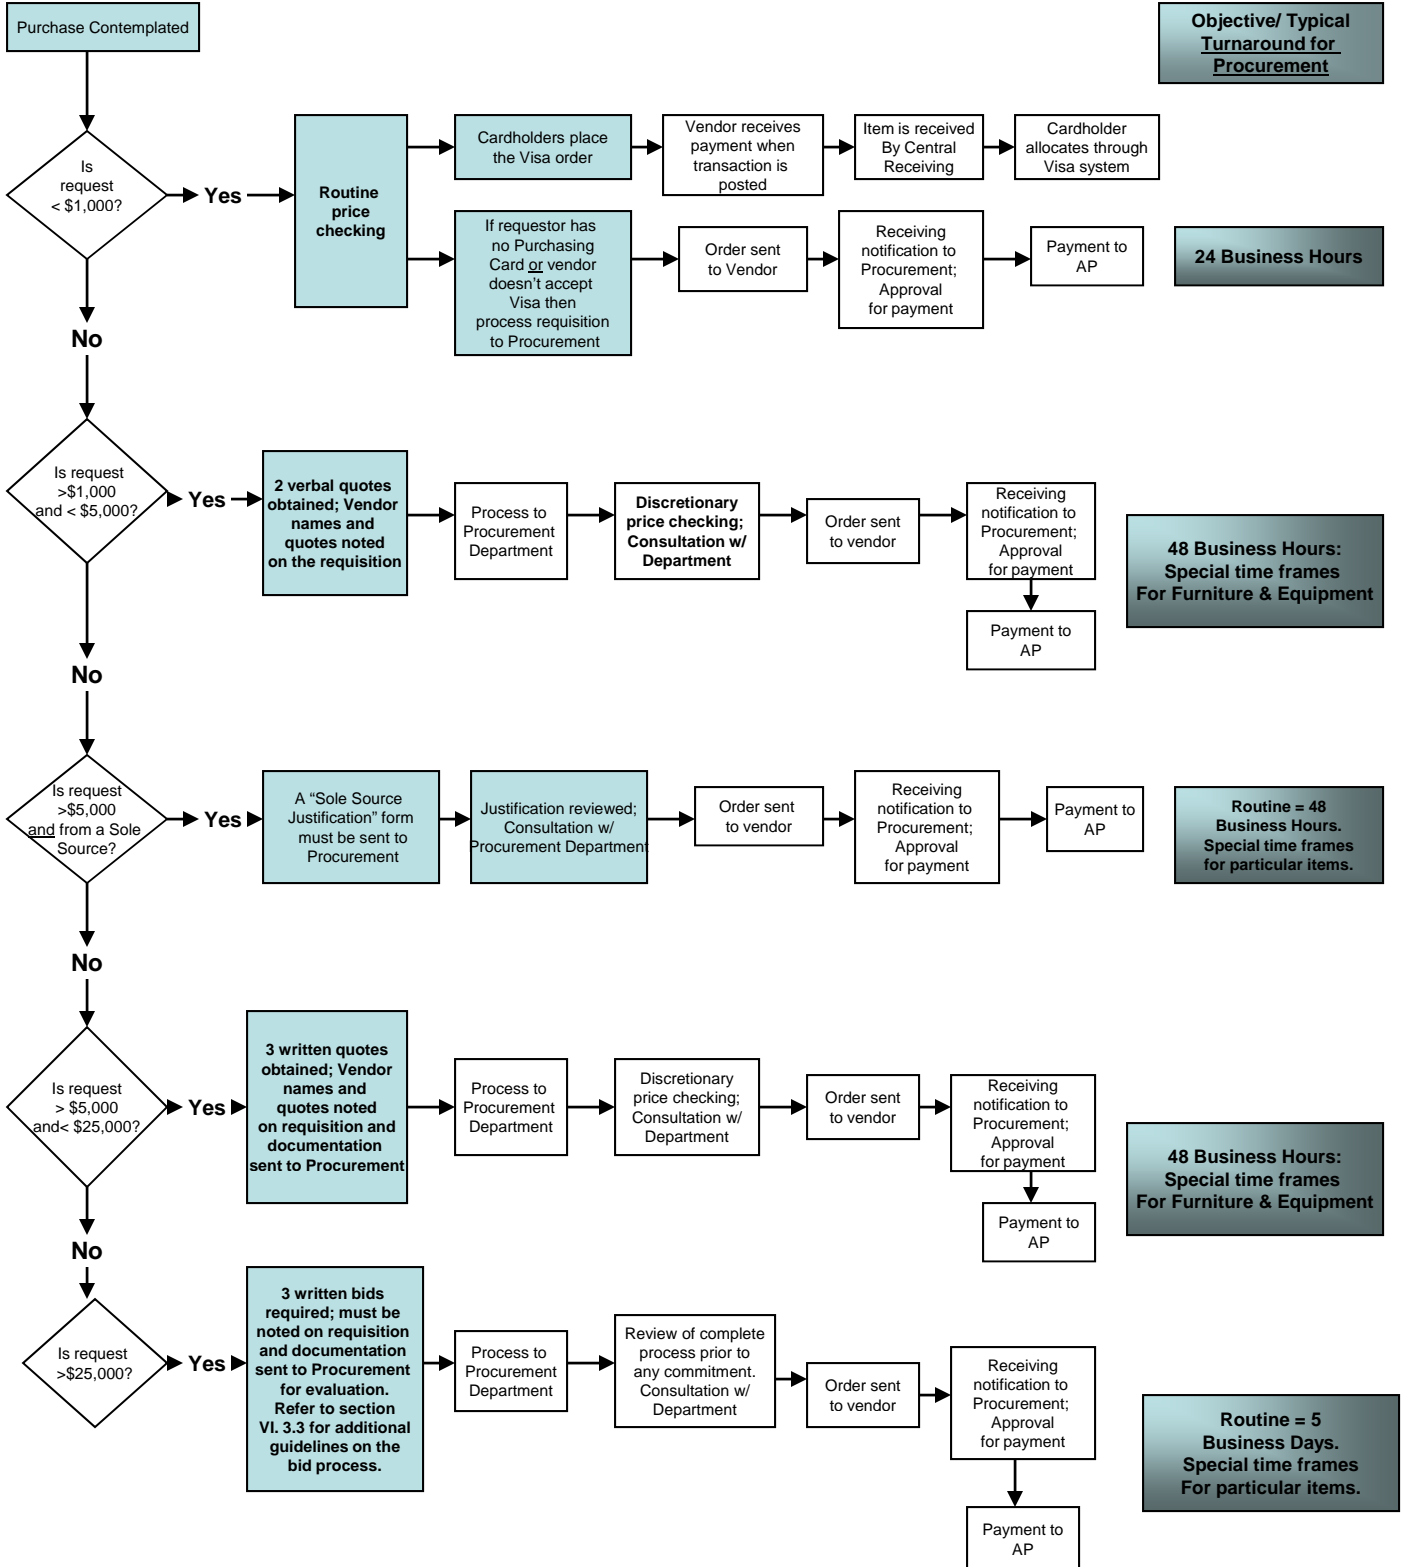 Purchase Contemplated
Objective/ Typical
Turnaround for
Procurement
Is
request
< $1,000?
Yes
Routine
price
checking
Cardholders place
the Visa order
Vendor receives
payment when
transaction is
posted
Item is received
By Central
Receiving
Cardholder
allocates through
Visa system
If requestor has
no Purchasing
Card or vendor
doesn't accept
Visa then
process requisition
to Procurement
Order sent
to Vendor
Receiving
notification to
Procurement;
Approval
for payment
Payment to
AP
24 Business Hours
No
Is request
>$1,000
and < $5,000?
Yes
2 verbal quotes
obtained; Vendor
names and
quotes noted
on the requisition
Process to
Procurement
Department
Discretionary
price checking;
Consultation w/
Department
Order sent
to vendor
Receiving
notification to
Procurement;
Approval
for payment
Payment to
AP
48 Business Hours:
Special time frames
For Furniture & Equipment
No
Is request
>$5,000
and from a Sole
Source?
Yes
A “Sole Source
Justification” form
must be sent to
Procurement
Justification reviewed;
Consultation w/
Procurement Department
Order sent
to vendor
Receiving
notification to
Procurement;
Approval
for payment
Payment to
AP
Routine = 48
Business Hours.
Special time frames
for particular items.
No
Is request
> $5,000
and< $25,000?
Yes
3 written quotes
obtained; Vendor
names and
quotes noted
on requisition and
documentation
sent to Procurement
Process to
Procurement
Department
Discretionary
price checking;
Consultation w/
Department
Order sent
to vendor
Receiving
notification to
Procurement;
Approval
for payment
Payment to
AP
48 Business Hours:
Special time frames
For Furniture & Equipment
No
Is request
>$25,000?
Yes
3 written bids
required; must be
noted on requisition
and documentation
sent to Procurement
for evaluation.
Refer to section
VI. 3.3 for additional
guidelines on the
bid process.
Process to
Procurement
Department
Review of complete
process prior to
any commitment.
Consultation w/
Department
Order sent
to vendor
Receiving
notification to
Procurement;
Approval
for payment
Payment to
AP
Routine = 5
Business Days.
Special time frames
For particular items.